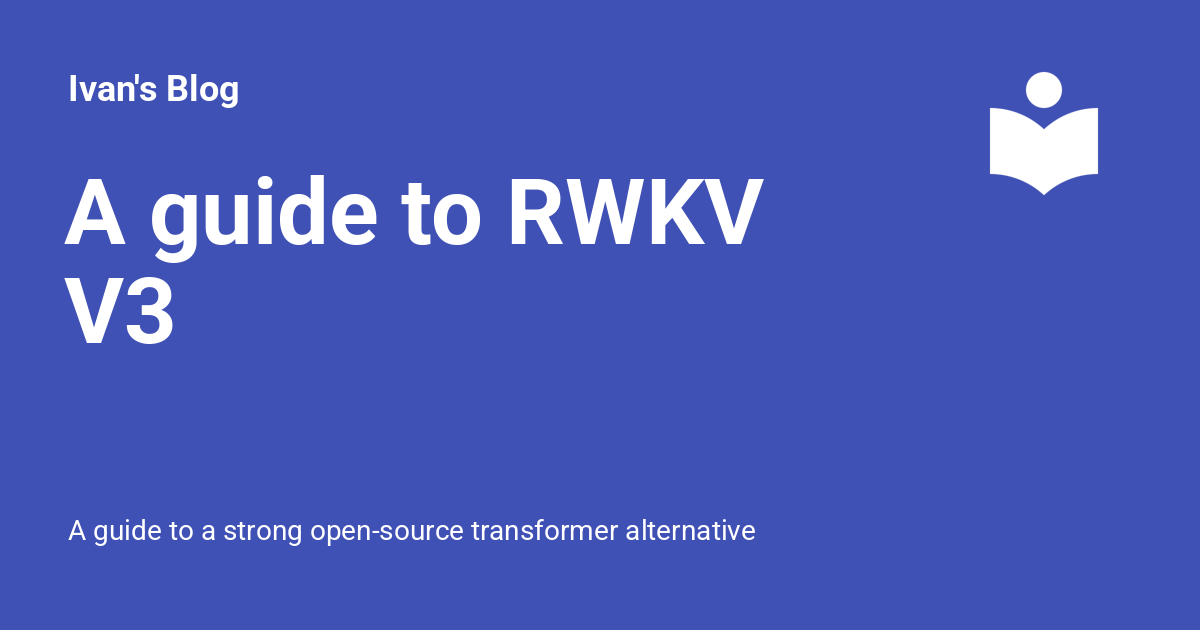 Ivan's Blog
A guide to RWKV
V3
A guide to a strong open-source transformer alternative